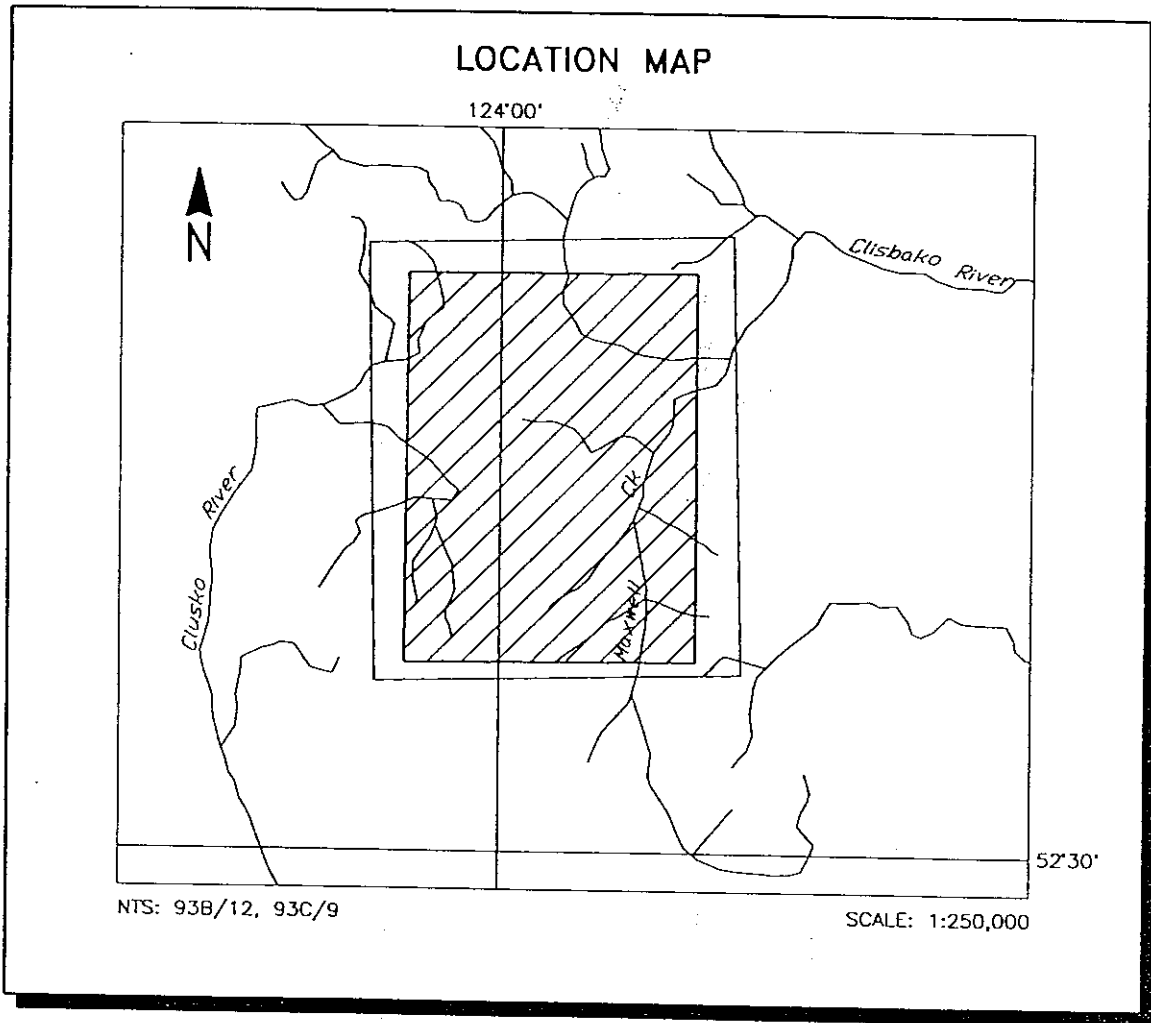 LOCATION MAP
124°00'
N
Clisbako River
Clusko River
Maxwell Ck
52°30'
NTS: 93B/12, 93C/9
SCALE: 1:250,000